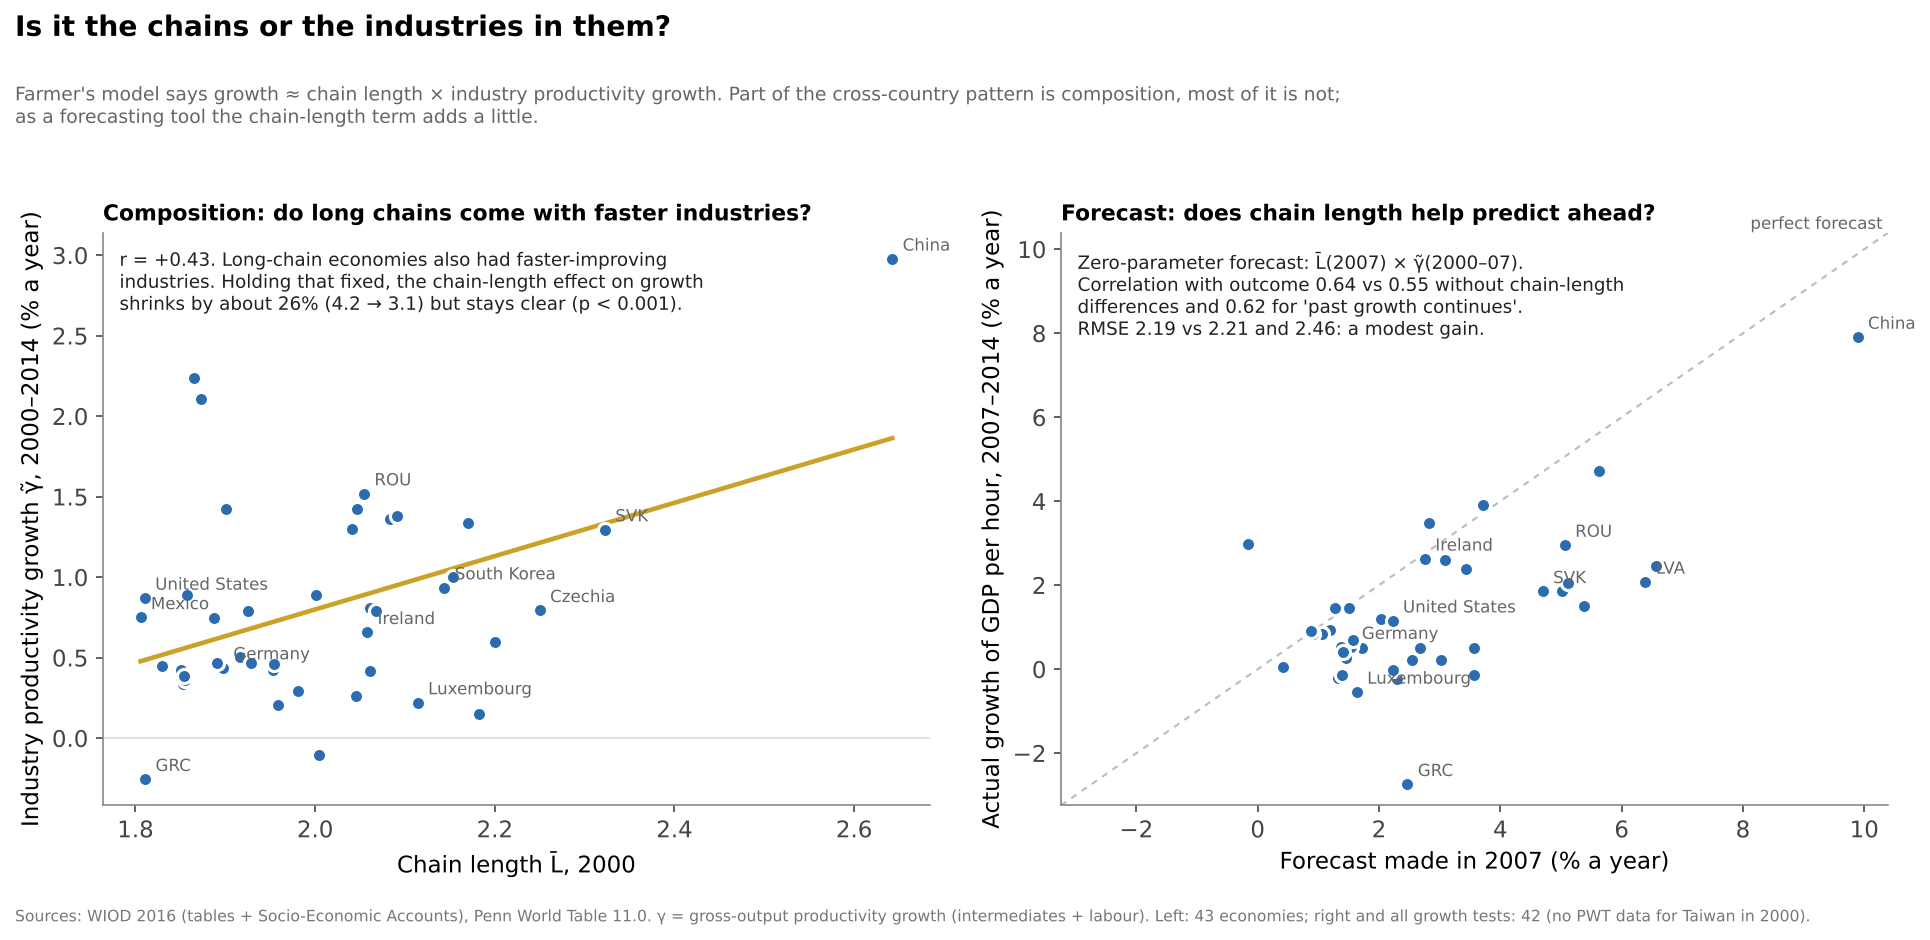 Is it the chains or the industries in them?
Farmer's model says growth ≈ chain length × industry productivity growth. Part of the cross-country pattern is composition, most of it is not;
as a forecasting tool the chain-length term adds a little.
Composition: do long chains come with faster industries?
r = +0.43. Long-chain economies also had faster-improving
industries. Holding that fixed, the chain-length effect on growth
shrinks by about 26% (4.2 → 3.1) but stays clear (p < 0.001).
Industry productivity growth γ̃, 2000–2014 (% a year)
3.0
2.5
2.0
1.5
1.0
0.5
0.0
China
ROU
SVK
South Korea
United States
Mexico
Czechia
Ireland
Germany
Luxembourg
GRC
1.8
2.0
2.2
2.4
2.6
Chain length L̄, 2000
Forecast: does chain length help predict ahead?
perfect forecast
Zero-parameter forecast: L̄(2007) × γ̃(2000–07).
Correlation with outcome 0.64 vs 0.55 without chain-length
differences and 0.62 for 'past growth continues'.
RMSE 2.19 vs 2.21 and 2.46: a modest gain.
Actual growth of GDP per hour, 2007–2014 (% a year)
10
8
6
4
2
0
−2
China
ROU
Ireland
SVK
LVA
United States
Germany
Luxembourg
GRC
−2
0
2
4
6
8
10
Forecast made in 2007 (% a year)
Sources: WIOD 2016 (tables + Socio-Economic Accounts), Penn World Table 11.0. γ = gross-output productivity growth (intermediates + labour). Left: 43 economies; right and all growth tests: 42 (no PWT data for Taiwan in 2000).